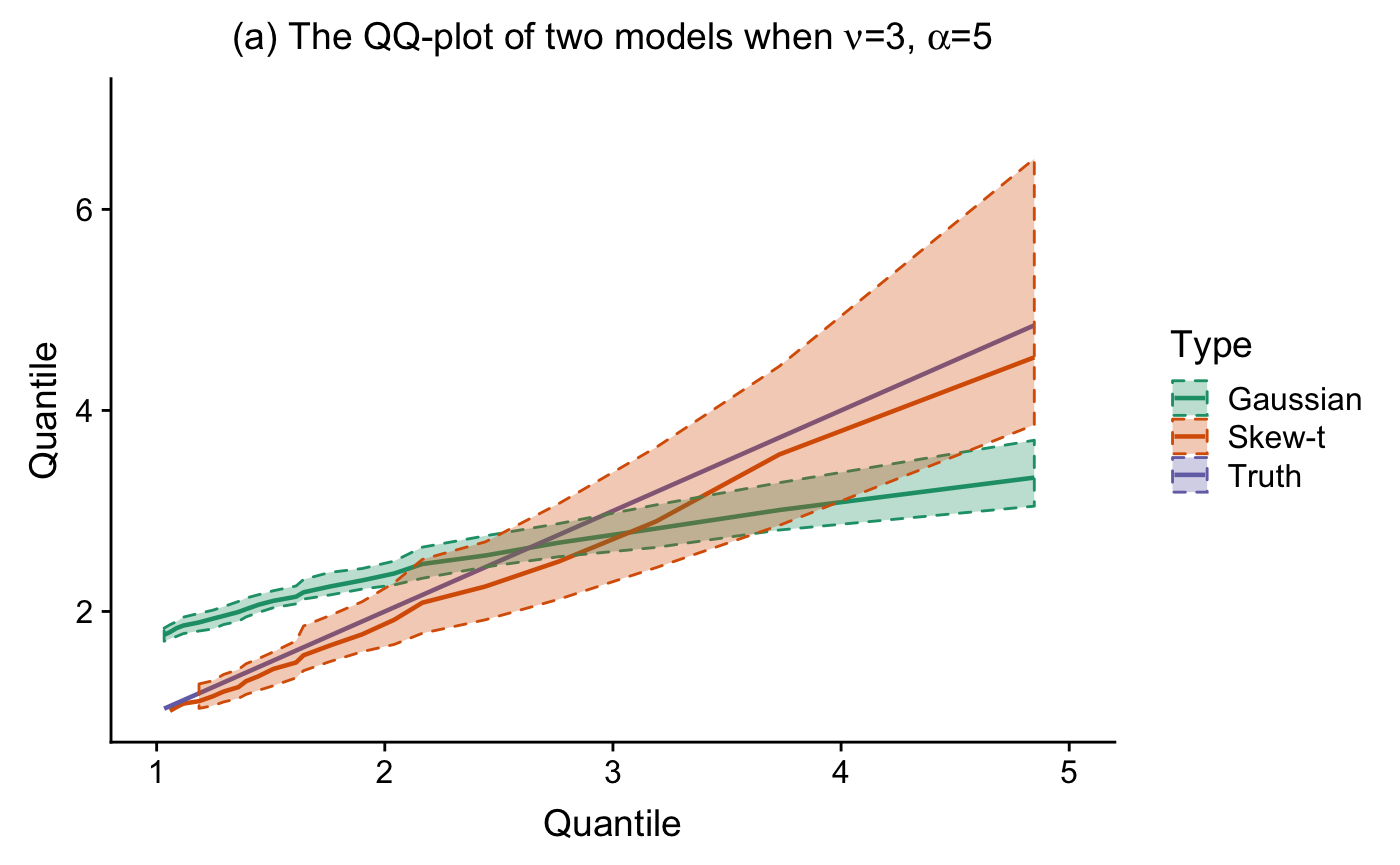 (a) The QQ-plot of two models when ν=3, α=5
Quantile
6
4
2
1 2 3 4 5
Quantile
Type
Gaussian
Skew-t
Truth